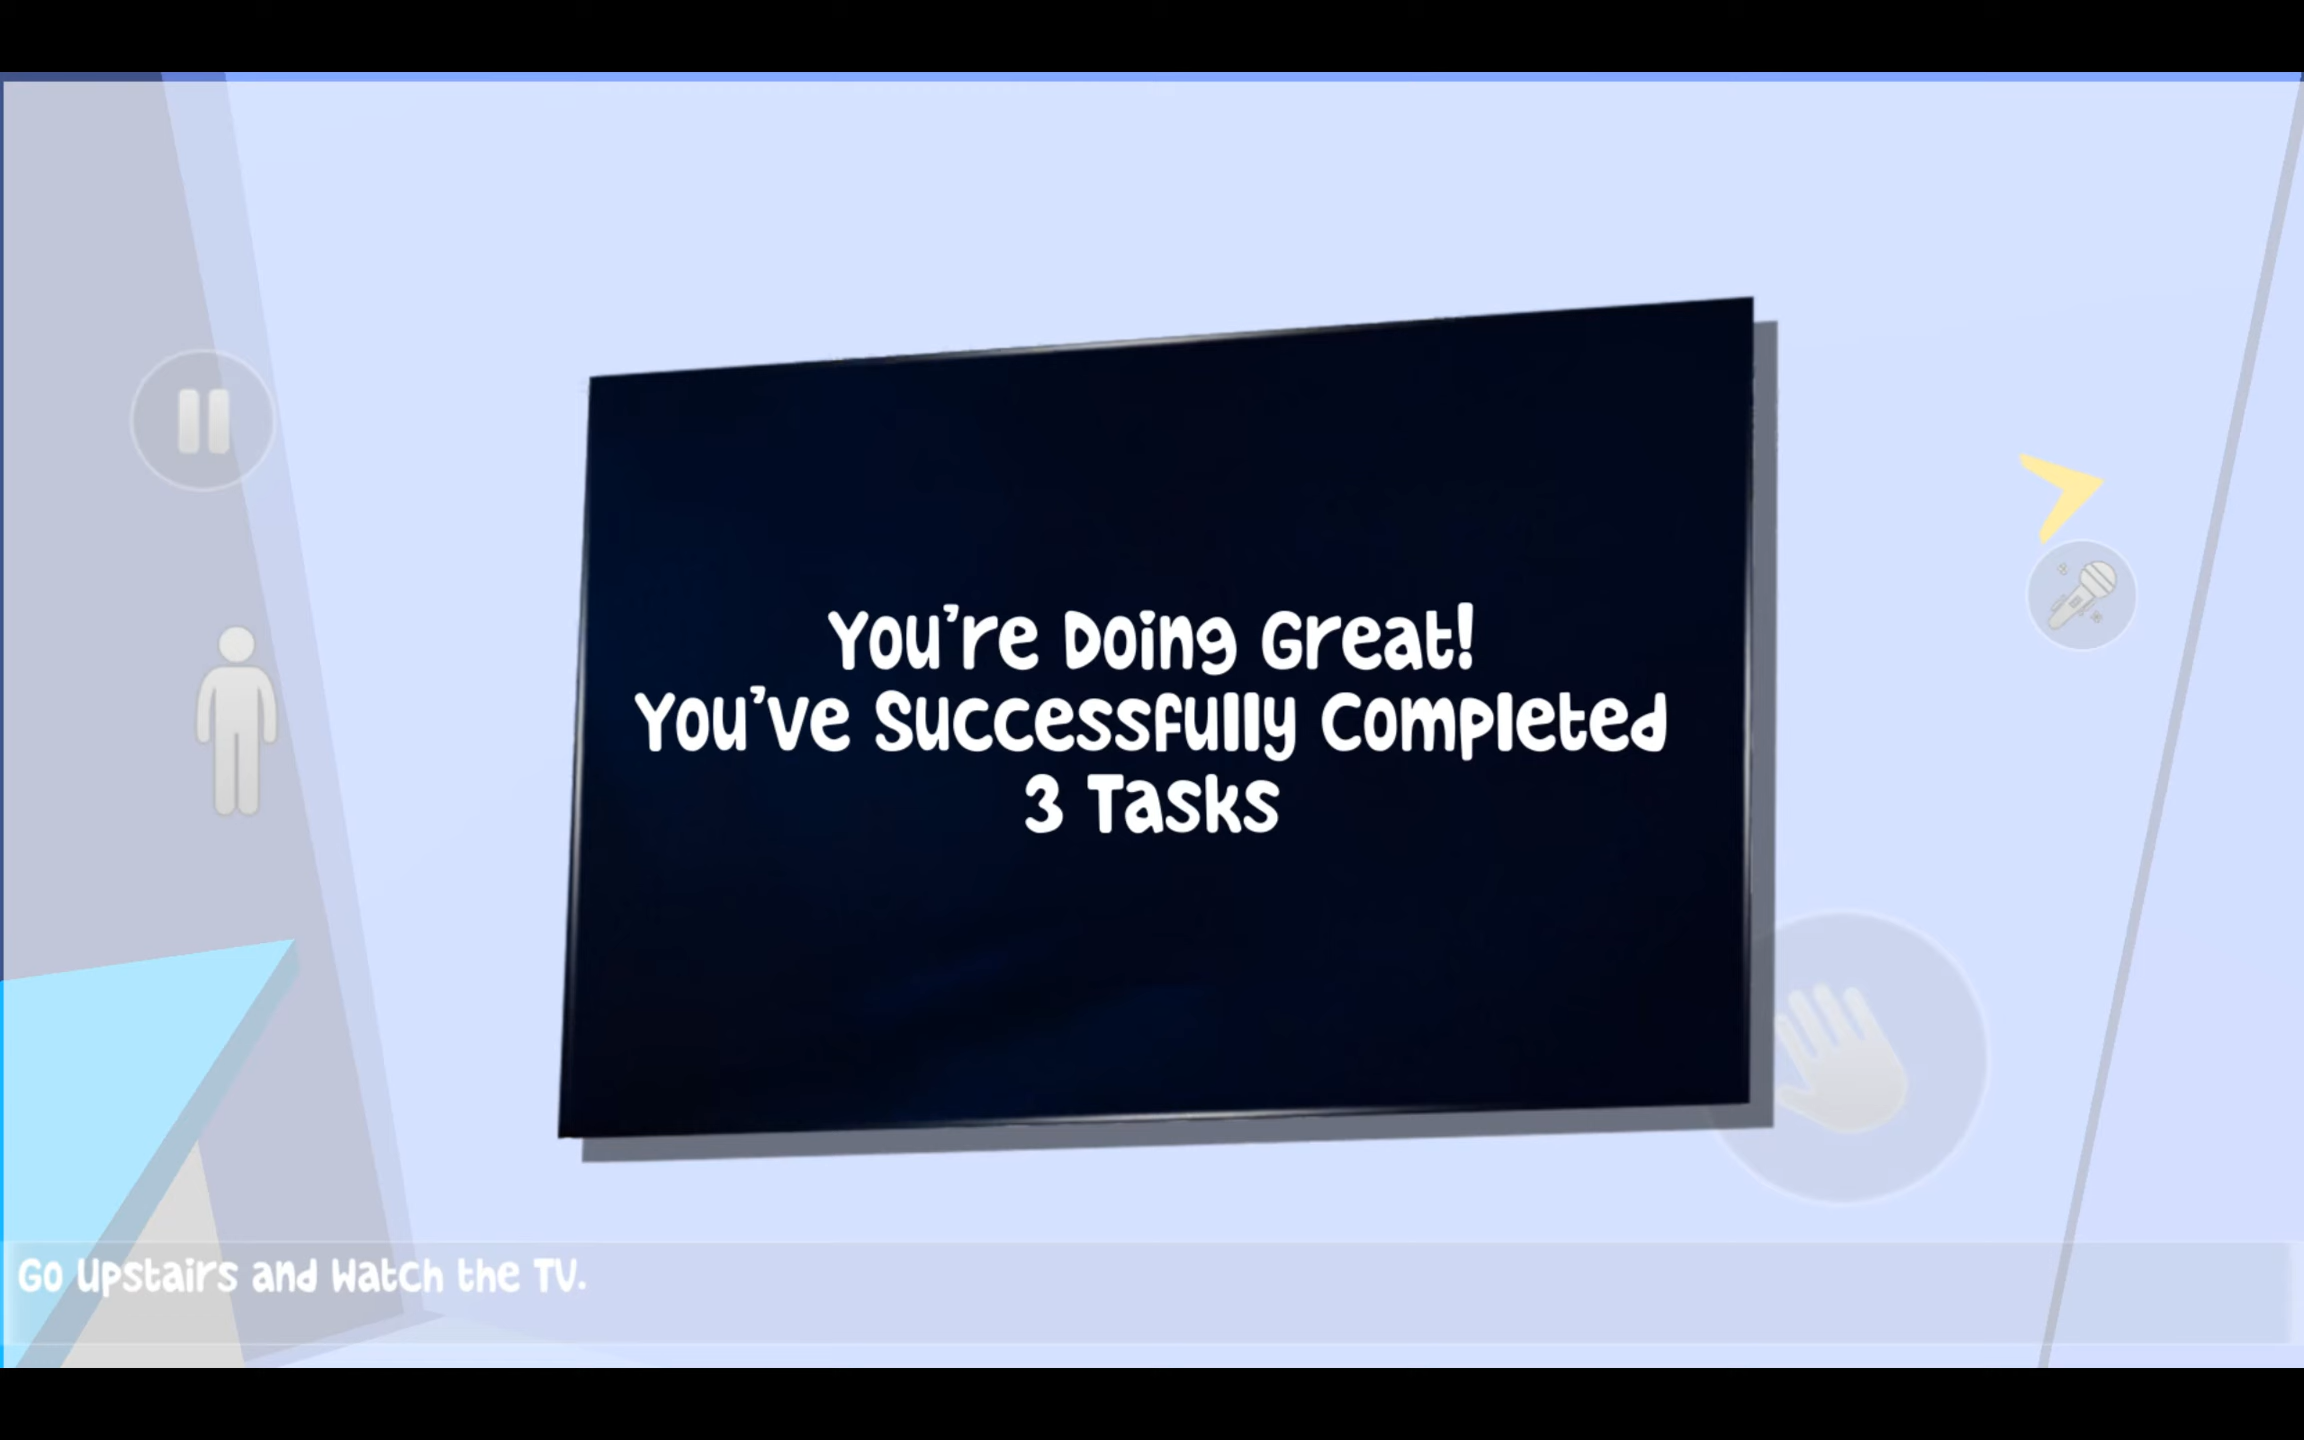 You're Doing Great!
You've Successfully Completed
3 Tasks
Go Upstairs and Watch the TV.